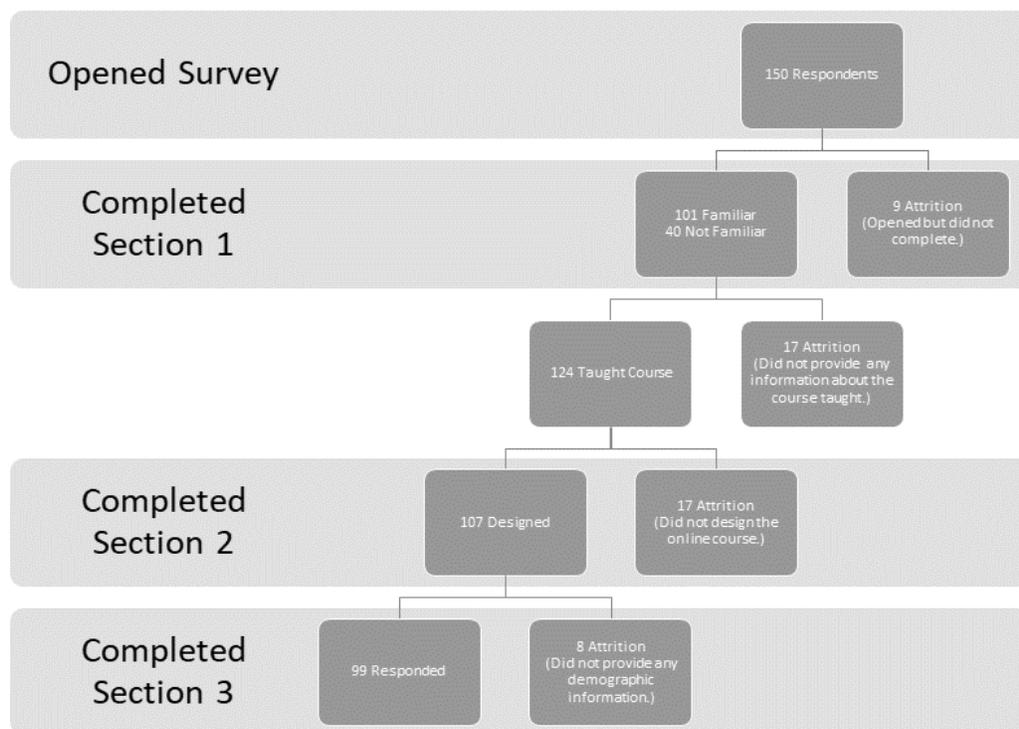 Opened Survey
150 Respondents
Completed
Section 1
101 Familiar
40 Not Familiar
9 Attrition
(Opened but did not
complete.)
124 Taught Course
17 Attrition
(Did not provide any
information about the
course taught.)
Completed
Section 2
107 Designed
17 Attrition
(Did not design the
online course.)
Completed
Section 3
99 Responded
8 Attrition
(Did not provide any
demographic
information.)